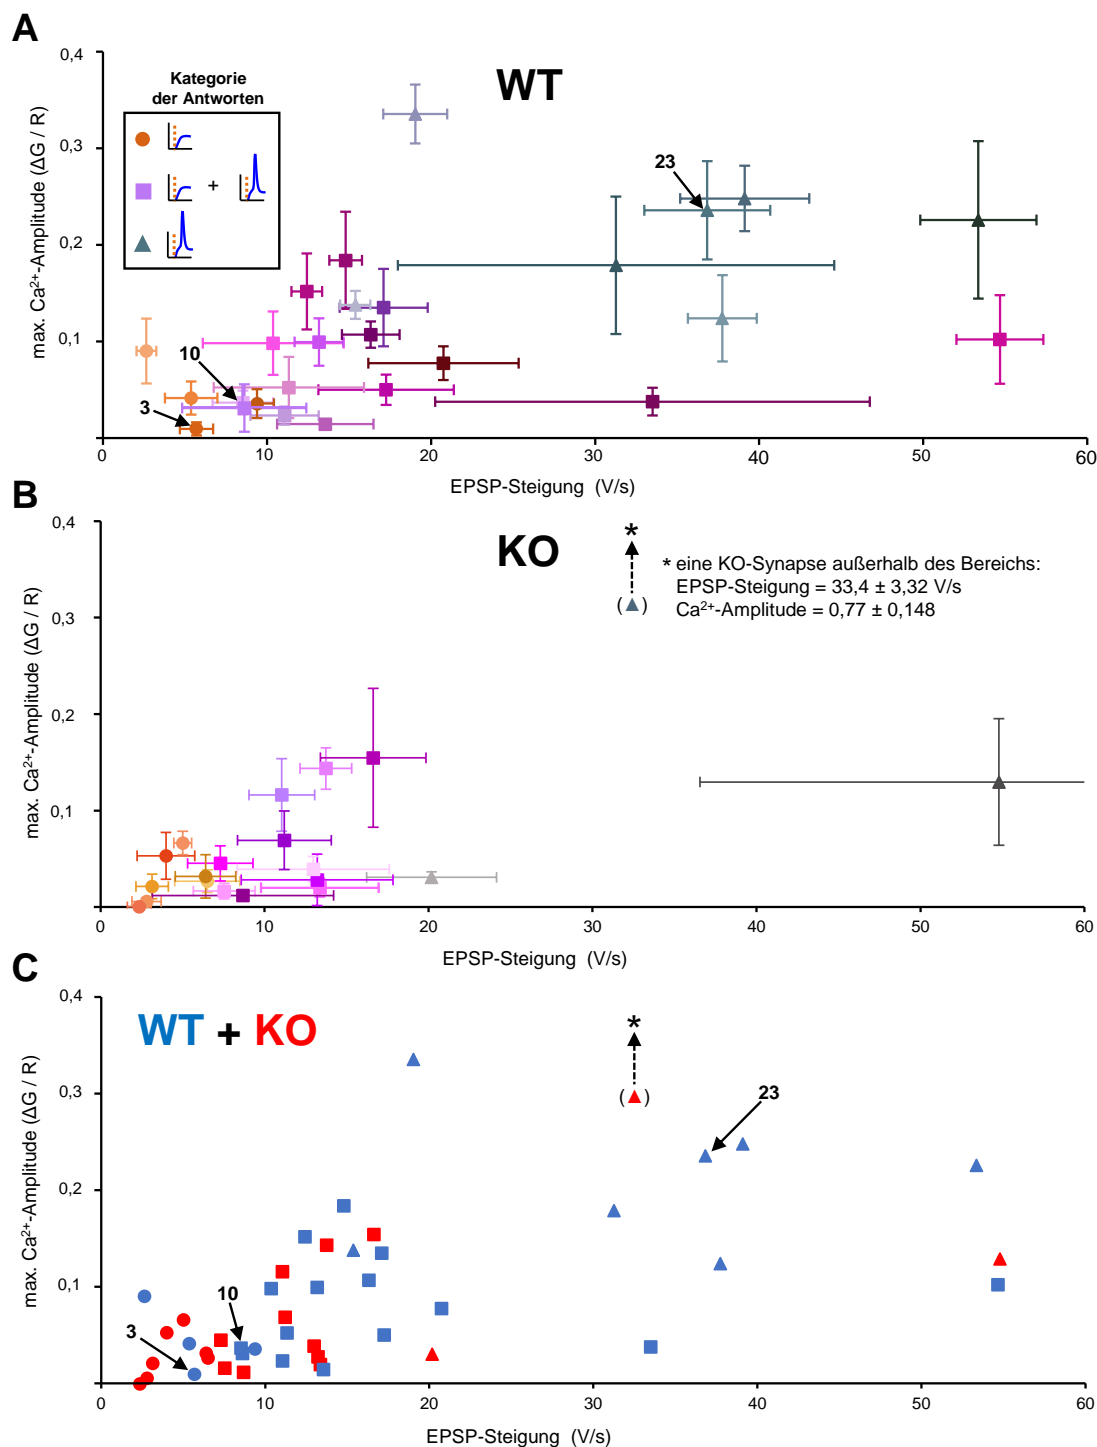 A
WT
Kategorie
der Antworten
+
23
10
3
max. Ca²⁺-Amplitude (ΔG / R)
0,4
0,3
0,2
0,1
0 10 20 30 40 50 60
EPSP-Steigung (V/s)
B
KO
*
( )
* eine KO-Synapse außerhalb des Bereichs:
EPSP-Steigung = 33,4 ± 3,32 V/s
Ca²⁺-Amplitude = 0,77 ± 0,148
max. Ca²⁺-Amplitude (ΔG / R)
0,4
0,3
0,2
0,1
0 10 20 30 40 50 60
EPSP-Steigung (V/s)
C
WT + KO
*
( )
23
10
3
max. Ca²⁺-Amplitude (ΔG / R)
0,4
0,3
0,2
0,1
0 10 20 30 40 50 60
EPSP-Steigung (V/s)